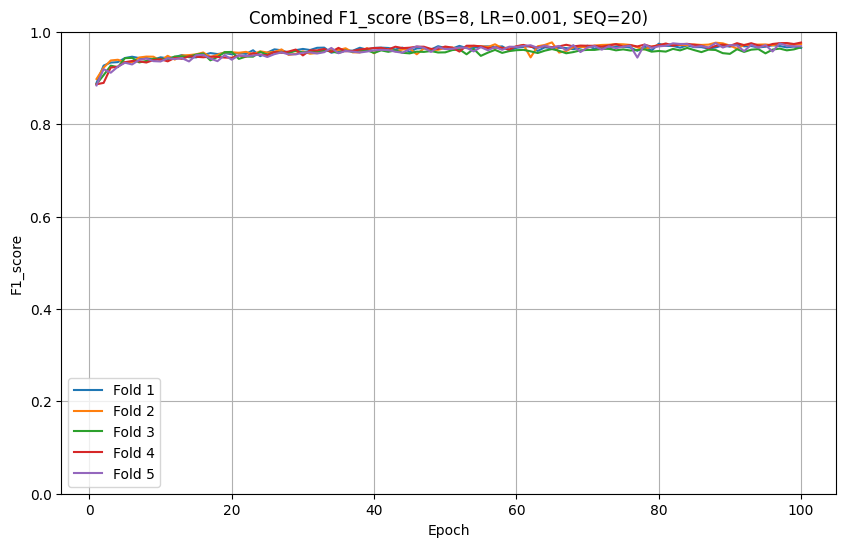 Combined F1_score (BS=8, LR=0.001, SEQ=20)
F1_score
1.0
0.8
0.6
0.4
0.2
0.0
Fold 1
Fold 2
Fold 3
Fold 4
Fold 5
0
20
40
60
80
100
Epoch